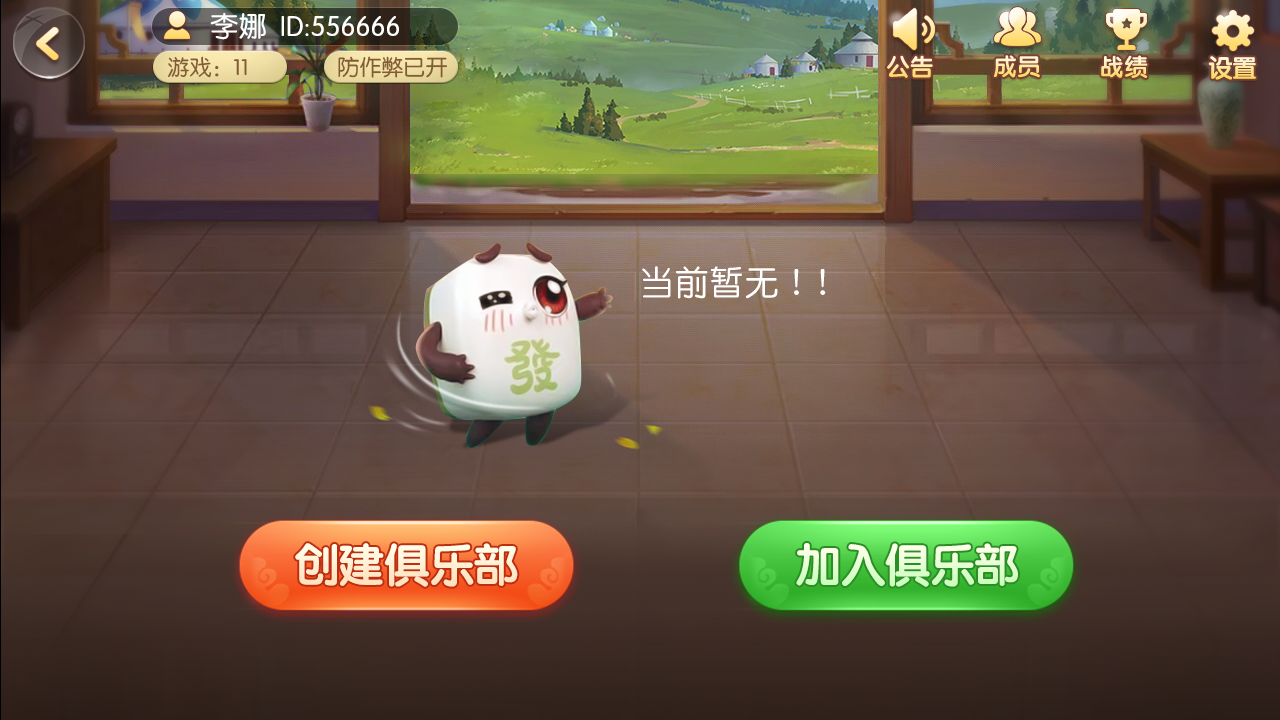 李娜 ID:556666
游戏：11
防作弊已开
公告
成员
战绩
设置
当前暂无！！
發
创建俱乐部
加入俱乐部